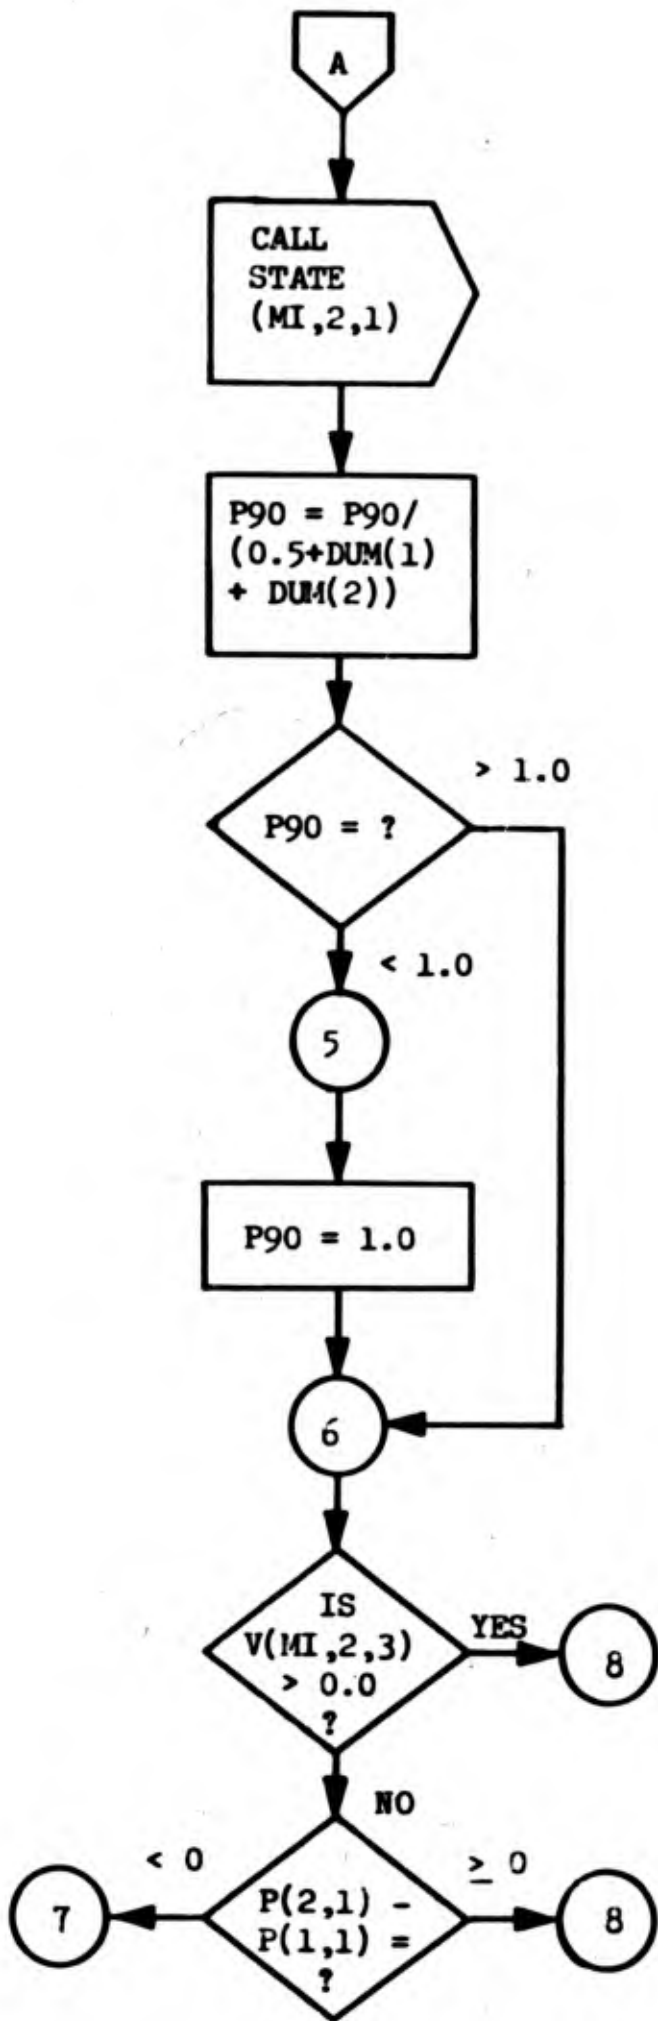 A
CALL
STATE
(MI,2,1)
P90 = P90/
(0.5+DUM(1)
+ DUM(2))
> 1.0
P90 = ?
< 1.0
5
P90 = 1.0
6
IS
V(MI,2,3)
> 0.0
?
YES
8
NO
< 0
≥ 0
7
P(2,1) -
P(1,1) =
?
8